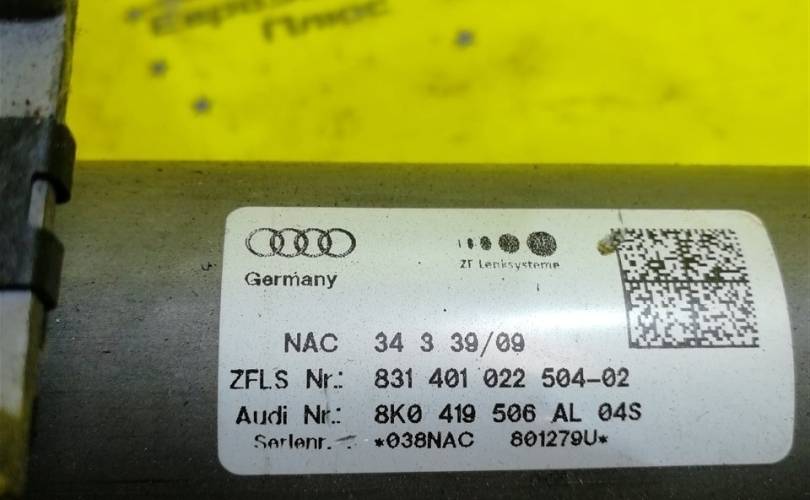 Плюс
Germany
ZF Lenksysteme
NAC 34 3 39/09
ZFLS Nr.: 831 401 022 504-02
Audi Nr.: 8K0 419 506 AL 04S
Serienr. : *038NAC 801279U*